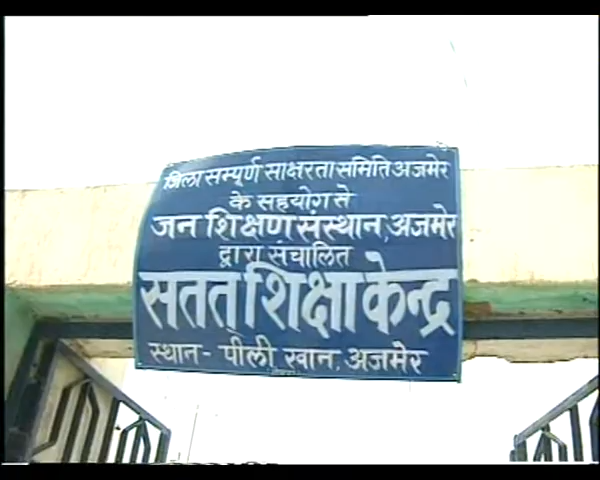 जिला सम्पूर्ण साक्षरता समिति अजमेर
के सहयोग से
जन शिक्षण संस्थान, अजमेर
द्वारा संचालित
सतत् शिक्षा केन्द्र
स्थान - पीली खान, अजमेर